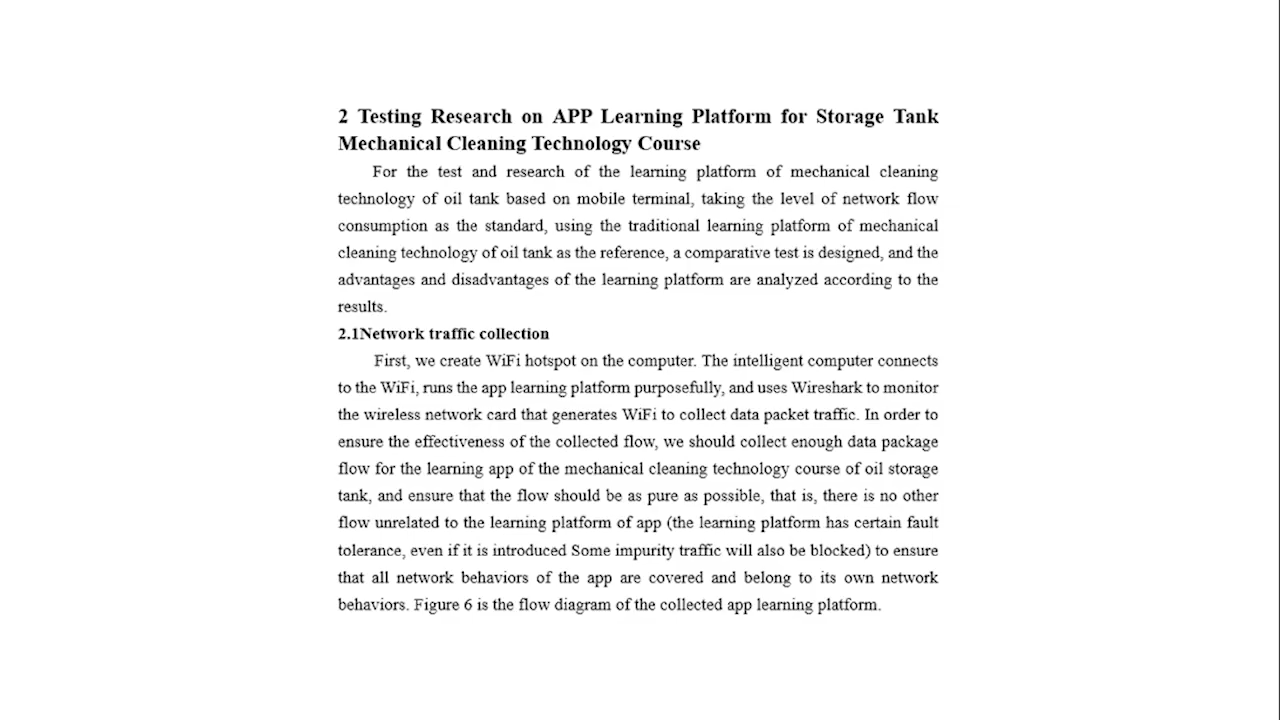 2 Testing Research on APP Learning Platform for Storage Tank
Mechanical Cleaning Technology Course
For the test and research of the learning platform of mechanical cleaning
technology of oil tank based on mobile terminal, taking the level of network flow
consumption as the standard, using the traditional learning platform of mechanical
cleaning technology of oil tank as the reference, a comparative test is designed, and the
advantages and disadvantages of the learning platform are analyzed according to the
results.
2.1Network traffic collection
First, we create WiFi hotspot on the computer. The intelligent computer connects
to the WiFi, runs the app learning platform purposefully, and uses Wireshark to monitor
the wireless network card that generates WiFi to collect data packet traffic. In order to
ensure the effectiveness of the collected flow, we should collect enough data package
flow for the learning app of the mechanical cleaning technology course of oil storage
tank, and ensure that the flow should be as pure as possible, that is, there is no other
flow unrelated to the learning platform of app (the learning platform has certain fault
tolerance, even if it is introduced Some impurity traffic will also be blocked) to ensure
that all network behaviors of the app are covered and belong to its own network
behaviors. Figure 6 is the flow diagram of the collected app learning platform.